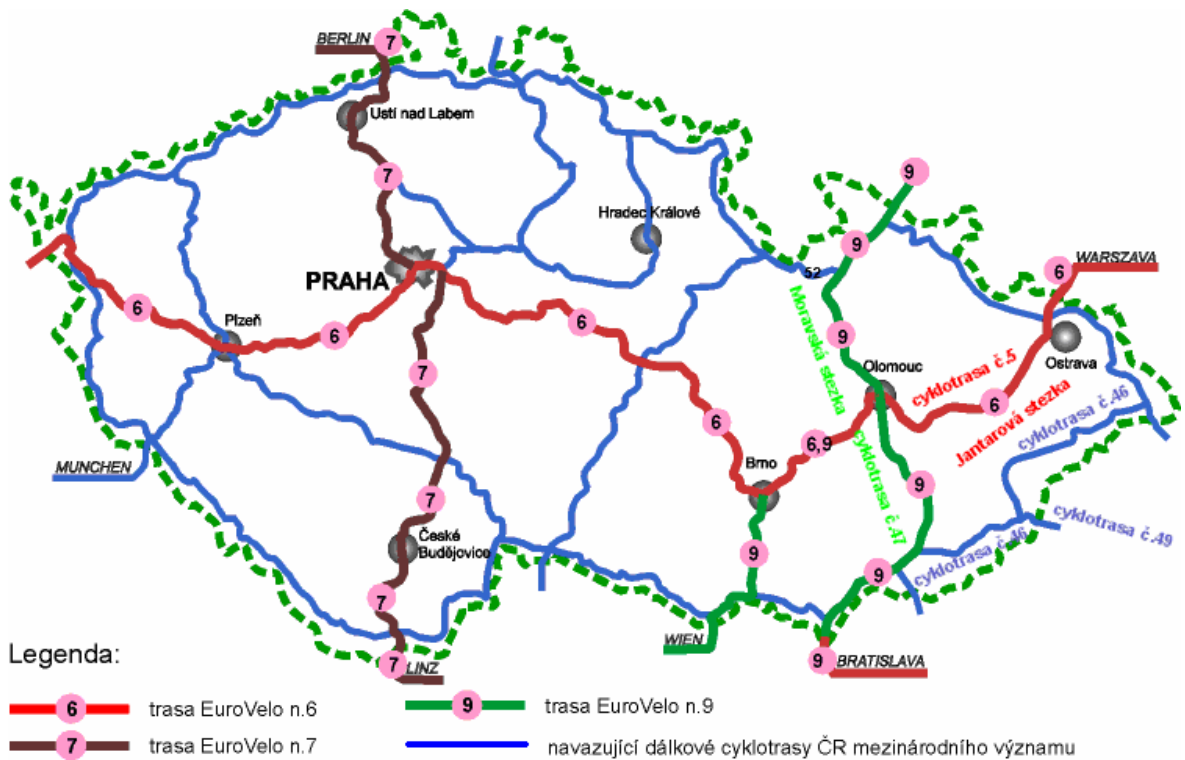 BERLIN
7
Ustí nad Labem
7
9
Hradec Králové
9
6
WARSZAVA
PRAHA
52
6
Plzeň
6
6
9
Moravská stezka
cyklotrasa č.47
Olomouc
cyklotrasa č.5
Ostrava
7
6
Jantarová stezka
cyklotrasa č.46
6
6,9
MUNCHEN
Brno
9
7
cyklotrasa č.49
České
Budějovice
cyklotrasa č.46
9
9
7
WIEN
7
LINZ
9
BRATISLAVA
Legenda:
6 trasa EuroVelo n.6
9 trasa EuroVelo n.9
7 trasa EuroVelo n.7
navazující dálkové cyklotrasy ČR mezinárodního významu